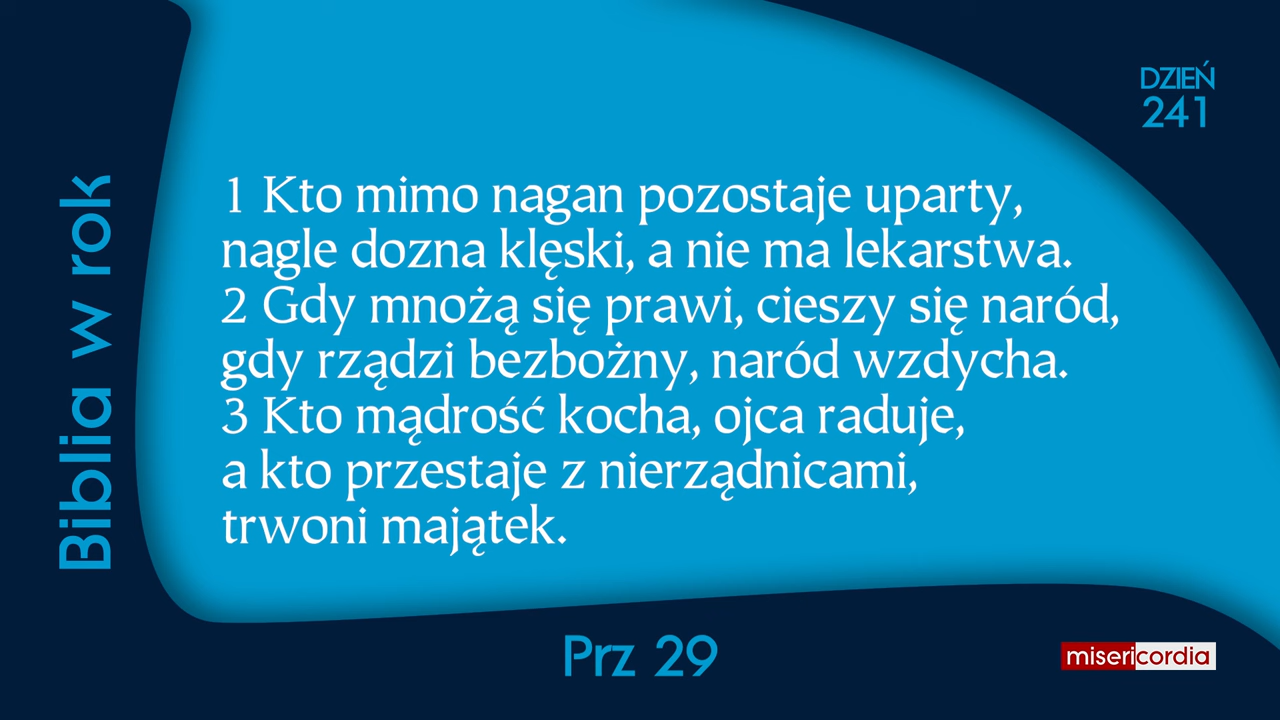 DZIEŃ
241
Biblia w rok
1 Kto mimo nagan pozostaje uparty,
nagle dozna klęski, a nie ma lekarstwa.
2 Gdy mnożą się prawi, cieszy się naród,
gdy rządzi bezbożny, naród wzdycha.
3 Kto mądrość kocha, ojca raduje,
a kto przestaje z nierządnicami,
trwoni majątek.
Prz 29
misericordia